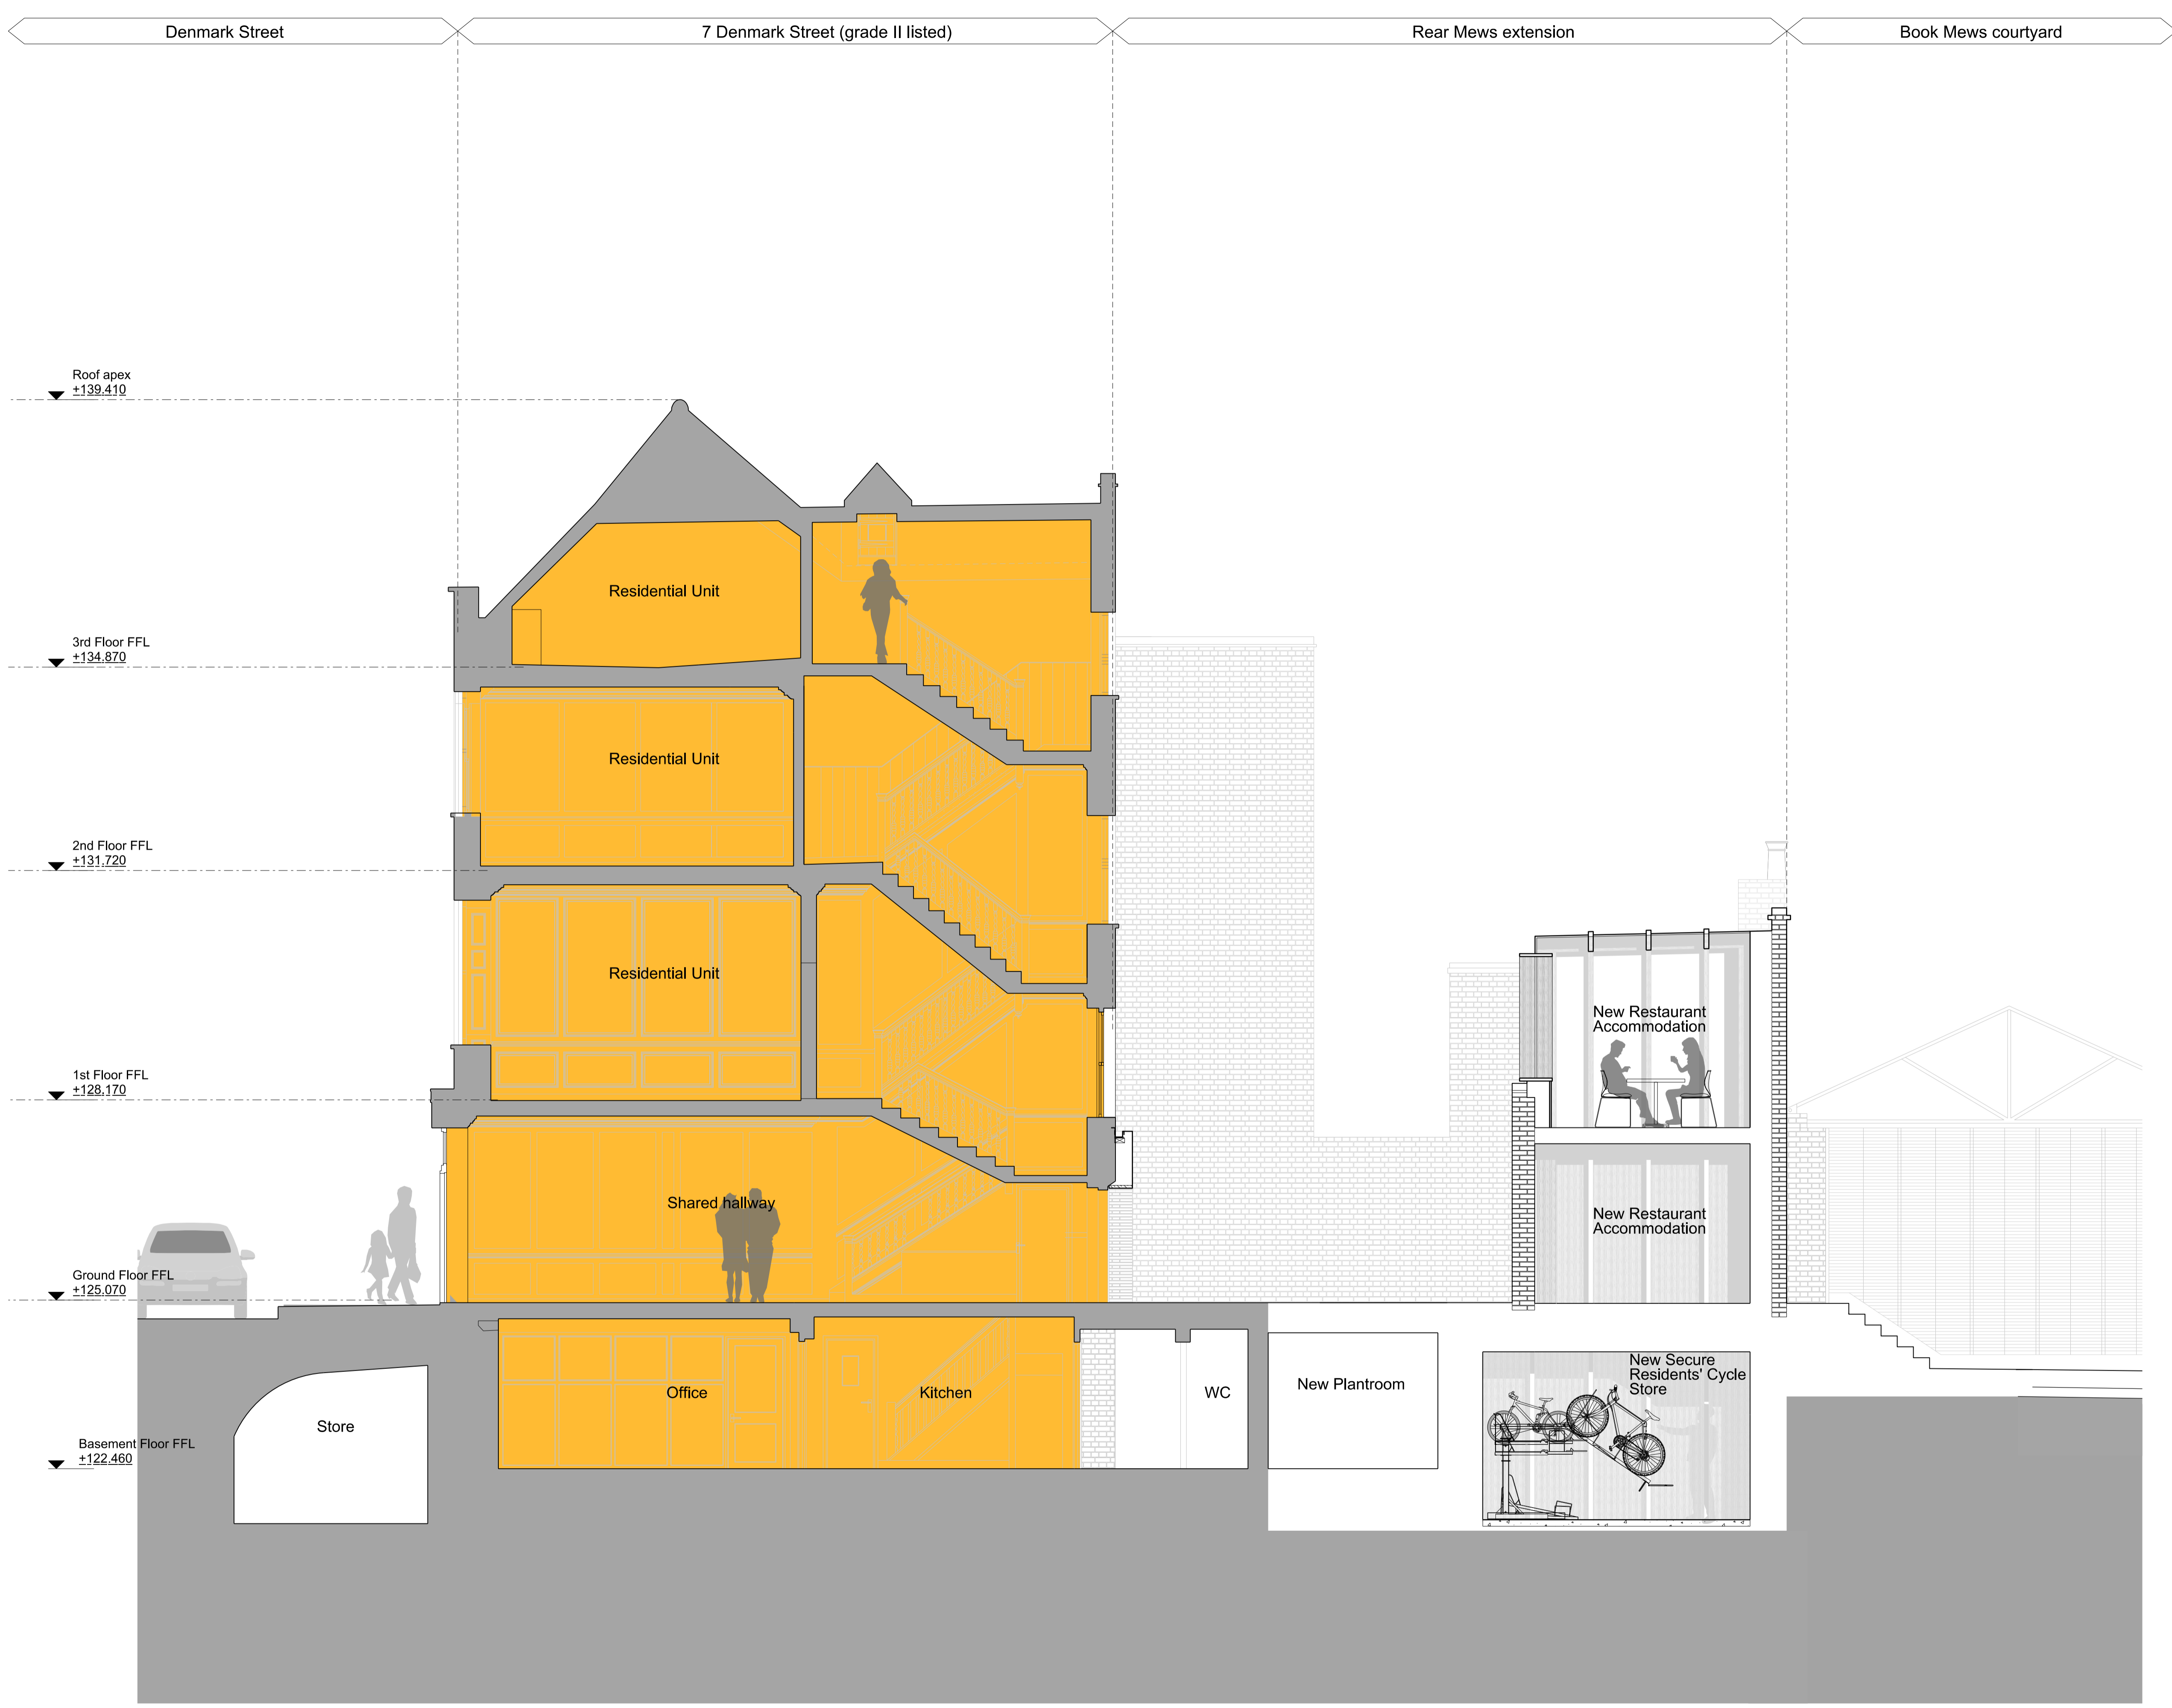 Denmark Street
7 Denmark Street (grade II listed)
Rear Mews extension
Book Mews courtyard
Roof apex
+139.410
Residential Unit
3rd Floor FFL
+134.870
Residential Unit
2nd Floor FFL
+131.720
Residential Unit
New Restaurant
Accommodation
1st Floor FFL
+128.170
Shared hallway
New Restaurant
Accommodation
Ground Floor FFL
+125.070
New Secure
Residents' Cycle
Store
Office
Kitchen
WC
New Plantroom
Store
Basement Floor FFL
+122.460